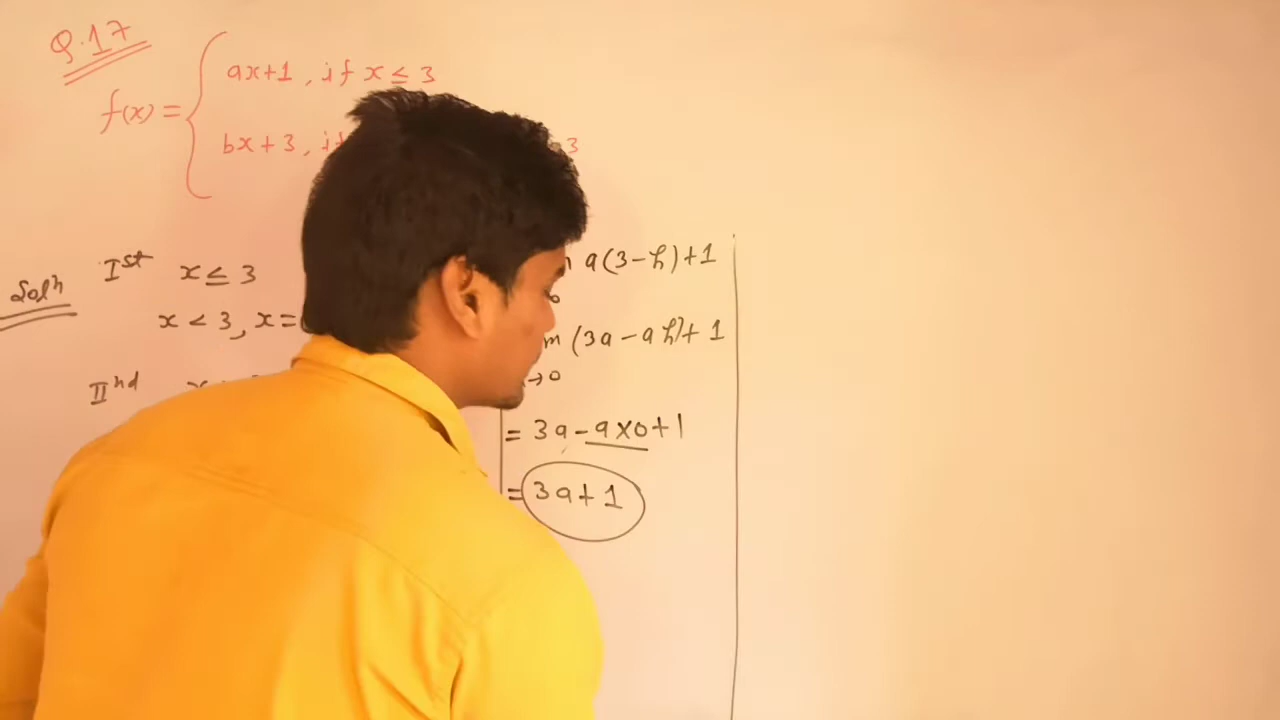 Q.17
ax+1, if x ≤ 3
f(x) = {
bx+3, if
3
Solⁿ Iˢᵗ x ≤ 3
x < 3, x =
IIⁿᵈ
a(3-h)+1
(3a-ah)+1
→0
= 3a-a×0+1
= 3a+1